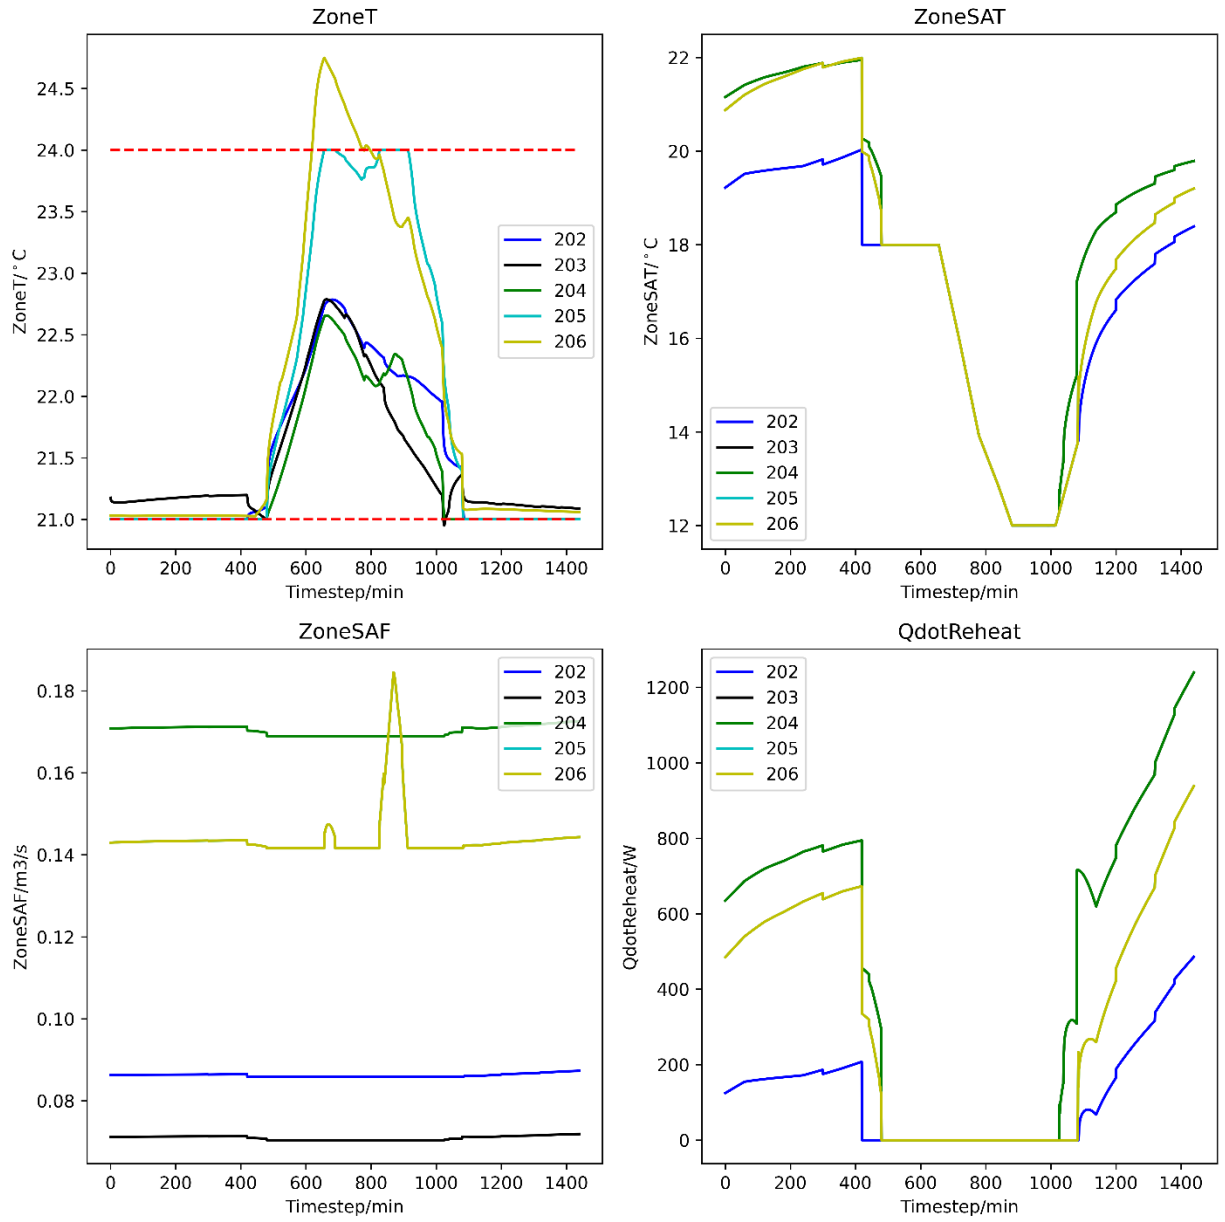 ZoneT
ZoneT/°C
24.5
24.0
23.5
23.0
22.5
22.0
21.5
21.0
202
203
204
205
206
0 200 400 600 800 1000 1200 1400
Timestep/min
ZoneSAT
ZoneSAT/°C
22
20
18
16
14
12
202
203
204
205
206
0 200 400 600 800 1000 1200 1400
Timestep/min
ZoneSAF
ZoneSAF/m3/s
0.18
0.16
0.14
0.12
0.10
0.08
202
203
204
205
206
0 200 400 600 800 1000 1200 1400
Timestep/min
QdotReheat
QdotReheat/W
1200
1000
800
600
400
200
0
202
203
204
205
206
0 200 400 600 800 1000 1200 1400
Timestep/min